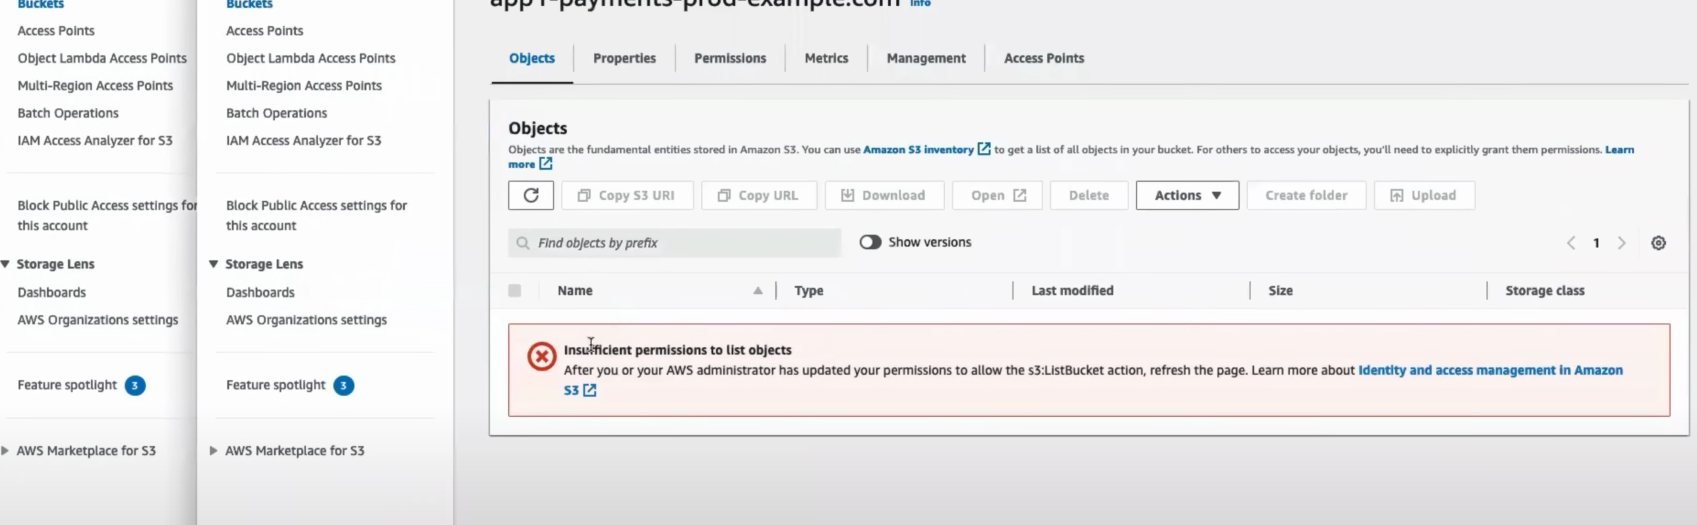 Buckets
Access Points
Object Lambda Access Points
Multi-Region Access Points
Batch Operations
IAM Access Analyzer for S3
Block Public Access settings for
this account
Storage Lens
Dashboards
AWS Organizations settings
Feature spotlight 3
AWS Marketplace for S3
Buckets
Access Points
Object Lambda Access Points
Multi-Region Access Points
Batch Operations
IAM Access Analyzer for S3
Block Public Access settings for
this account
Storage Lens
Dashboards
AWS Organizations settings
Feature spotlight 3
AWS Marketplace for S3
Info
Objects Properties Permissions Metrics Management Access Points
Objects
Objects are the fundamental entities stored in Amazon S3. You can use Amazon S3 inventory to get a list of all objects in your bucket. For others to access your objects, you'll need to explicitly grant them permissions. Learn
more
Copy S3 URI Copy URL Download Open Delete Actions Create folder Upload
Find objects by prefix Show versions 1
Name Type Last modified Size Storage class
Insufficient permissions to list objects
After you or your AWS administrator has updated your permissions to allow the s3:ListBucket action, refresh the page. Learn more about Identity and access management in Amazon
S3